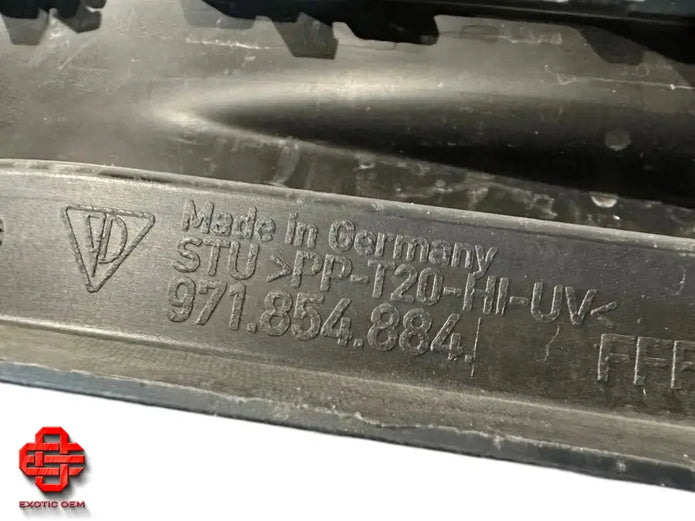 Made in Germany
STU >PP-T20-HI-UV<
971.854.884.
EXOTIC OEM